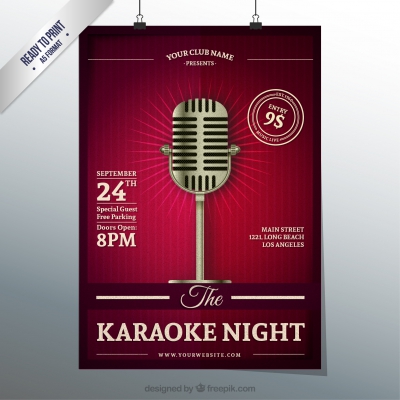 READY TO PRINT
A3 FORMAT
YOUR CLUB NAME
-PRESENTS-
ENTRY
9$
SEPTEMBER
24TH
Special Guest
Free Parking
Doors Open:
8PM
MAIN STREET
1221, LONG BEACH
LOS ANGELES
The
KARAOKE NIGHT
WWW.YOURWEBSITE.COM
designed by freepik.com